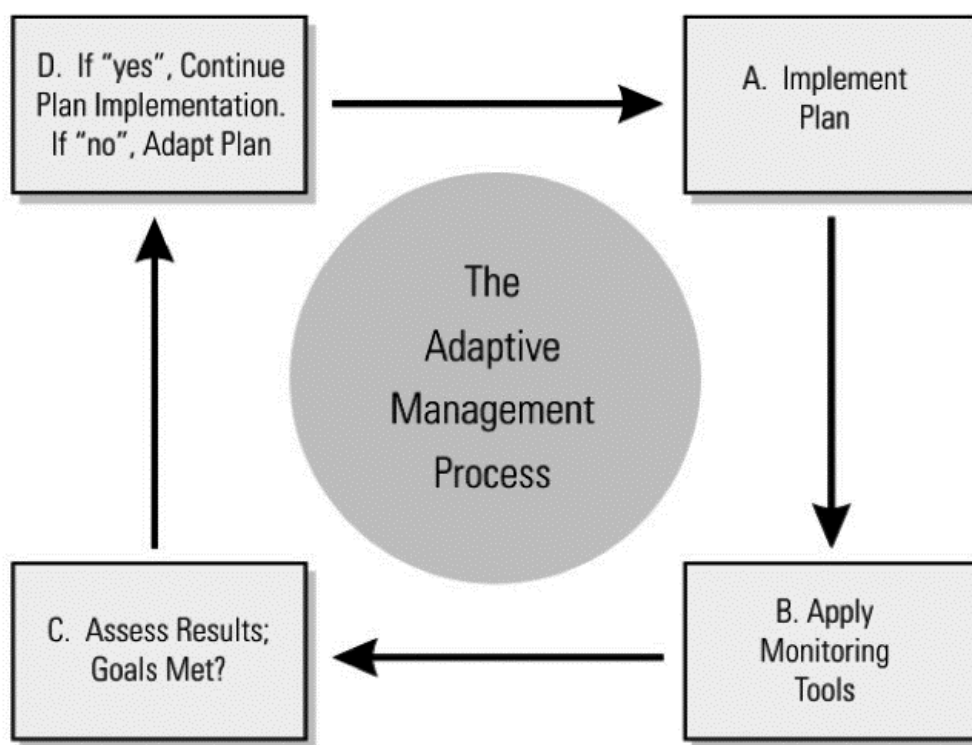 D. If "yes", Continue
Plan Implementation.
If "no", Adapt Plan
A. Implement
Plan
The
Adaptive
Management
Process
C. Assess Results;
Goals Met?
B. Apply
Monitoring
Tools